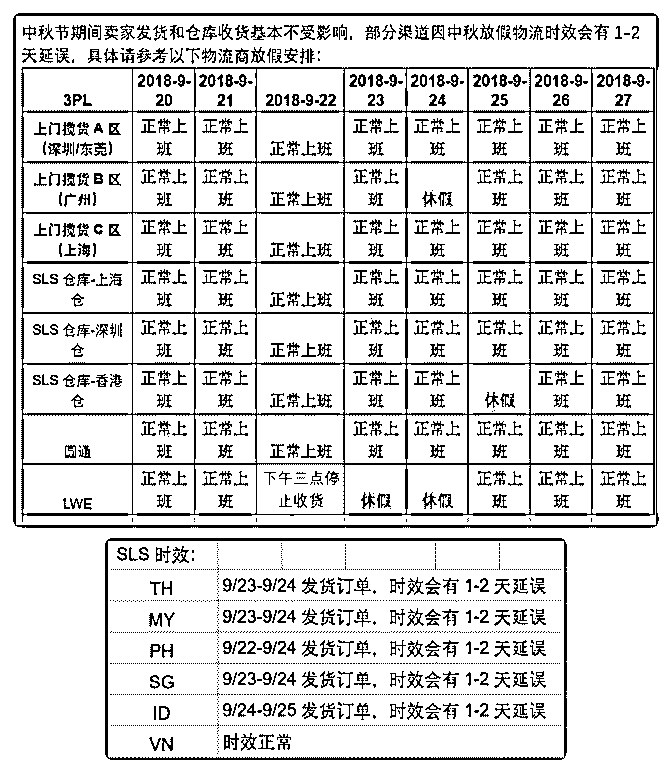 中秋节期间卖家发货和仓库收货基本不受影响，部分渠道因中秋放假物流时效会有 1-2
天延误，具体请参考以下物流商放假安排：
3PL 2018-9-20 2018-9-21 2018-9-22 2018-9-23 2018-9-24 2018-9-25 2018-9-26 2018-9-27
上门揽货 A 区（深圳/东莞） 正常上班 正常上班 正常上班 正常上班 正常上班 正常上班 正常上班 正常上班
上门揽货 B 区（广州） 正常上班 正常上班 正常上班 正常上班 休假 正常上班 正常上班 正常上班
上门揽货 C 区（上海） 正常上班 正常上班 正常上班 正常上班 正常上班 正常上班 正常上班 正常上班
SLS 仓库-上海仓 正常上班 正常上班 正常上班 正常上班 正常上班 正常上班 正常上班 正常上班
SLS 仓库-深圳仓 正常上班 正常上班 正常上班 正常上班 正常上班 正常上班 正常上班 正常上班
SLS 仓库-香港仓 正常上班 正常上班 正常上班 正常上班 正常上班 休假 正常上班 正常上班
圆通 正常上班 正常上班 正常上班 正常上班 正常上班 正常上班 正常上班 正常上班
LWE 正常上班 正常上班 下午三点停止收货 休假 休假 正常上班 正常上班 正常上班
SLS 时效：
TH 9/23-9/24 发货订单，时效会有 1-2 天延误
MY 9/23-9/24 发货订单，时效会有 1-2 天延误
PH 9/22-9/24 发货订单，时效会有 1-2 天延误
SG 9/23-9/24 发货订单，时效会有 1-2 天延误
ID 9/24-9/25 发货订单，时效会有 1-2 天延误
VN 时效正常